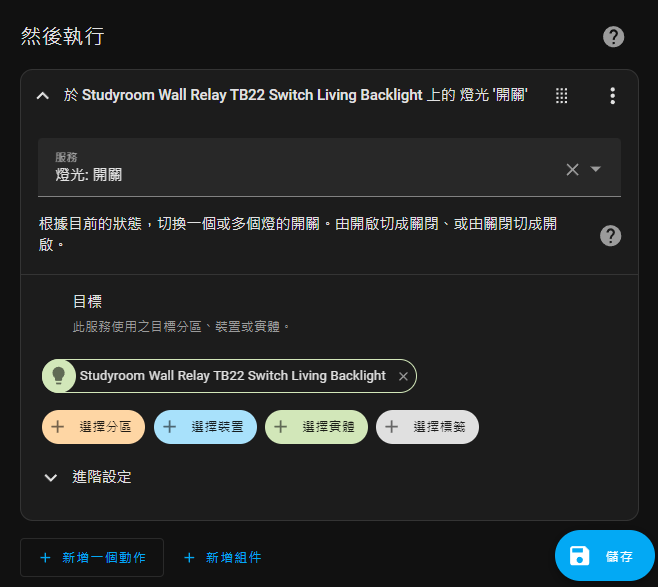 然後執行
於 Studyroom Wall Relay TB22 Switch Living Backlight 上的 燈光 '開關'
服務
燈光: 開關
根據目前的狀態，切換一個或多個燈的開關。由開啟切成關閉、或由關閉切成開
啟。
目標
此服務使用之目標分區、裝置或實體。
Studyroom Wall Relay TB22 Switch Living Backlight
選擇分區
選擇裝置
選擇實體
選擇標籤
進階設定
新增一個動作
新增組件
儲存